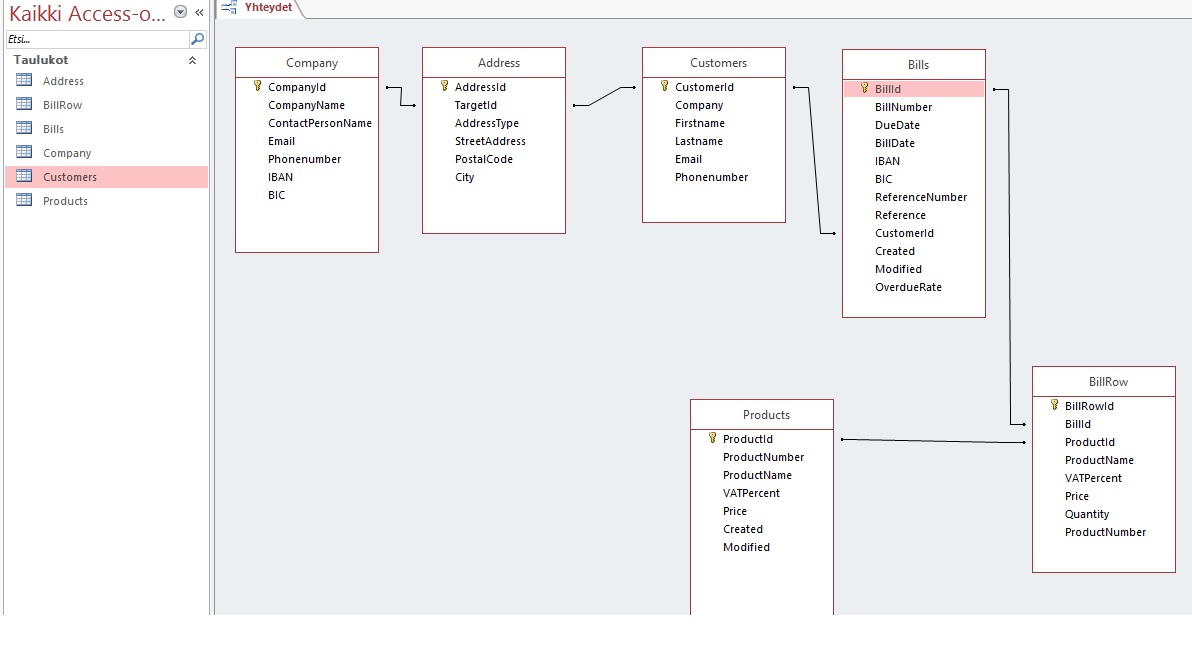 Kaikki Access-o...
Etsi...
Taulukot
Address
BillRow
Bills
Company
Customers
Products
Yhteydet
Company
CompanyId
CompanyName
ContactPersonName
Email
Phonenumber
IBAN
BIC
Address
AddressId
TargetId
AddressType
StreetAddress
PostalCode
City
Customers
CustomerId
Company
Firstname
Lastname
Email
Phonenumber
Bills
BillId
BillNumber
DueDate
BillDate
IBAN
BIC
ReferenceNumber
Reference
CustomerId
Created
Modified
OverdueRate
Products
ProductId
ProductNumber
ProductName
VATPercent
Price
Created
Modified
BillRow
BillRowId
BillId
ProductId
ProductName
VATPercent
Price
Quantity
ProductNumber